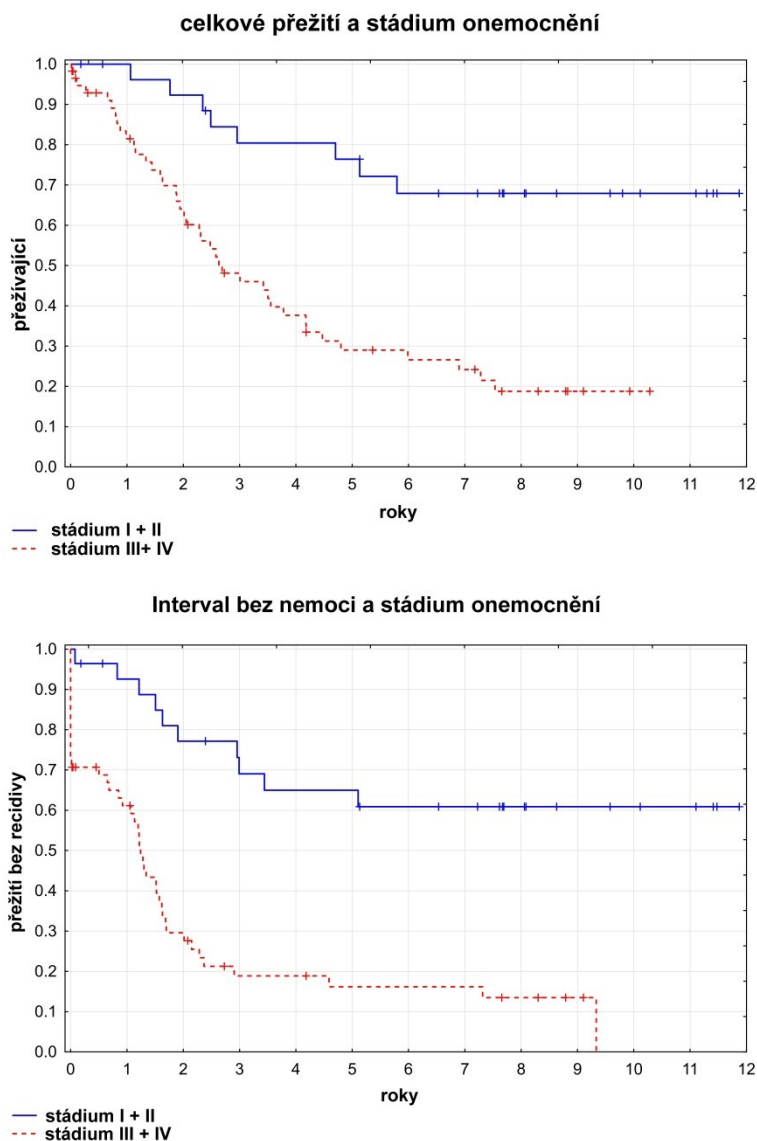 celkové přežití a stádium onemocnění
1.0
0.9
0.8
0.7
0.6
0.5
0.4
0.3
0.2
0.1
0.0
přežívající
0 1 2 3 4 5 6 7 8 9 10 11 12
roky
stádium I + II
stádium III+ IV
Interval bez nemoci a stádium onemocnění
1.0
0.9
0.8
0.7
0.6
0.5
0.4
0.3
0.2
0.1
0.0
přežití bez recidivy
0 1 2 3 4 5 6 7 8 9 10 11 12
roky
stádium I + II
stádium III + IV